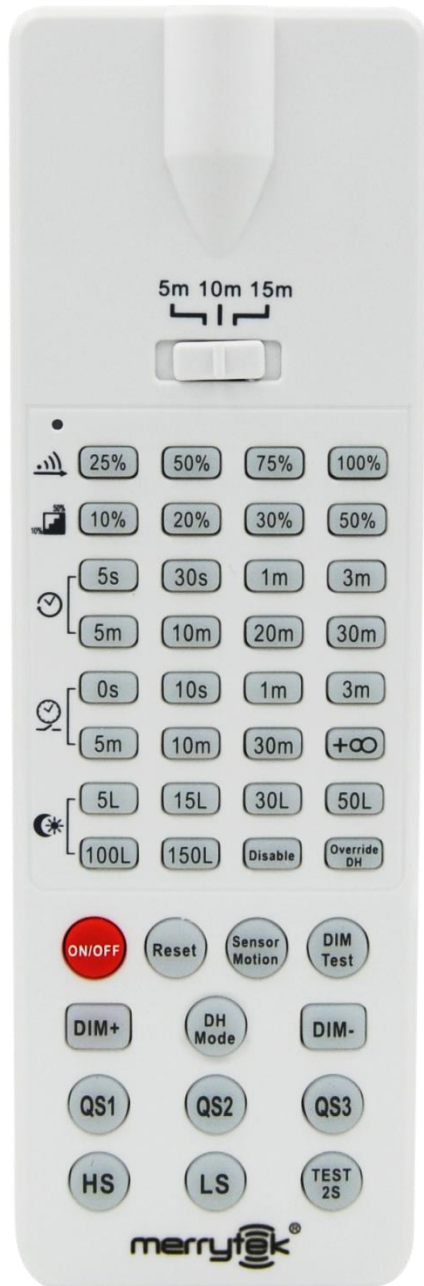 5m 10m 15m
25% 50% 75% 100%
50%
10%
10% 20% 30% 50%
5s 30s 1m 3m
5m 10m 20m 30m
0s 10s 1m 3m
5m 10m 30m +∞
5L 15L 30L 50L
100L 150L Disable Override DH
ON/OFF Reset Sensor Motion DIM Test
DIM+ DH Mode DIM-
QS1 QS2 QS3
HS LS TEST 2S
merrytek®